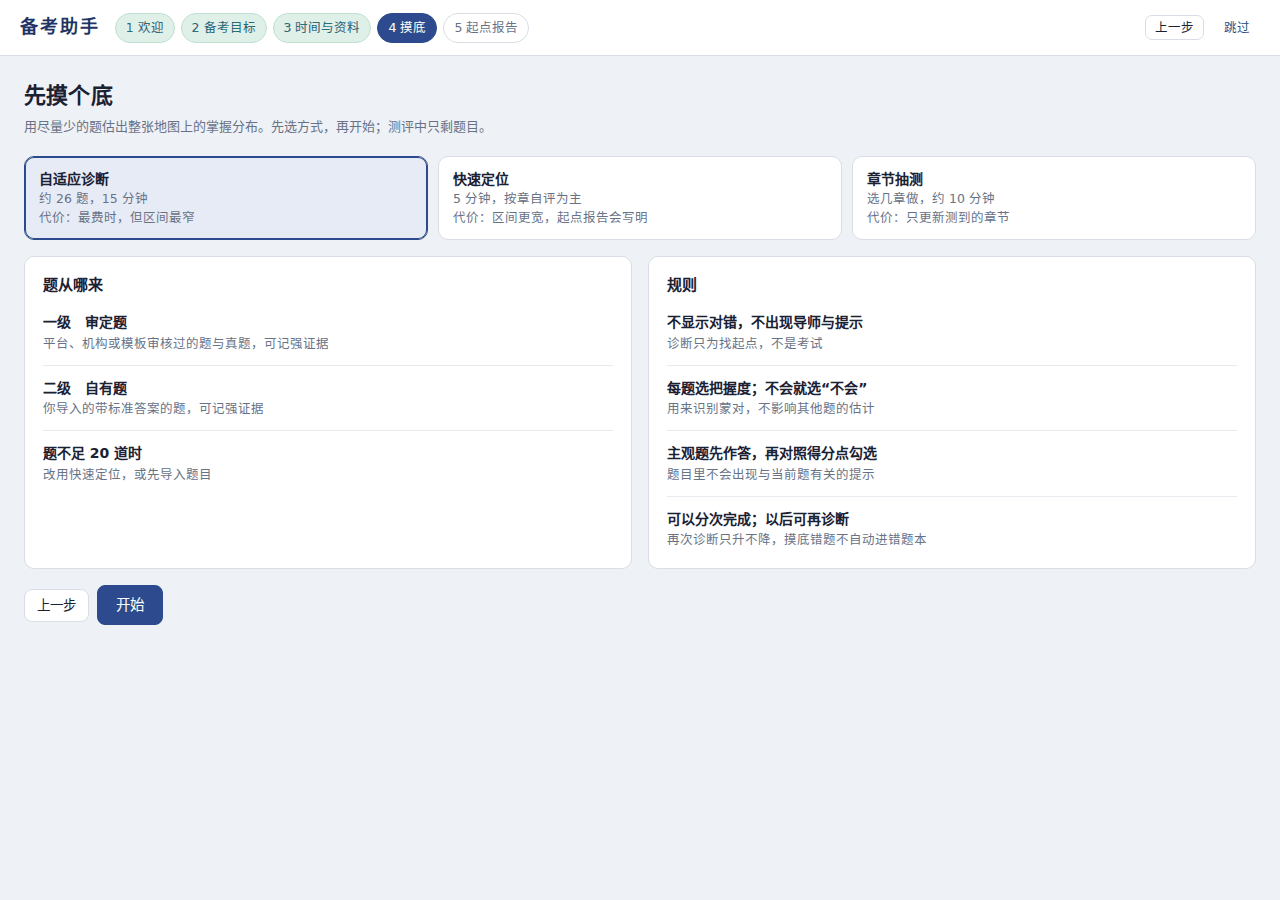 备考助手
1 欢迎
2 备考目标
3 时间与资料
4 摸底
5 起点报告
上一步
跳过
先摸个底
用尽量少的题估出整张地图上的掌握分布。先选方式，再开始；测评中只剩题目。
自适应诊断
约 26 题，15 分钟
代价：最费时，但区间最窄
快速定位
5 分钟，按章自评为主
代价：区间更宽，起点报告会写明
章节抽测
选几章做，约 10 分钟
代价：只更新测到的章节
题从哪来
一级　审定题
平台、机构或模板审核过的题与真题，可记强证据
二级　自有题
你导入的带标准答案的题，可记强证据
题不足 20 道时
改用快速定位，或先导入题目
规则
不显示对错，不出现导师与提示
诊断只为找起点，不是考试
每题选把握度；不会就选“不会”
用来识别蒙对，不影响其他题的估计
主观题先作答，再对照得分点勾选
题目里不会出现与当前题有关的提示
可以分次完成；以后可再诊断
再次诊断只升不降，摸底错题不自动进错题本
上一步
开始